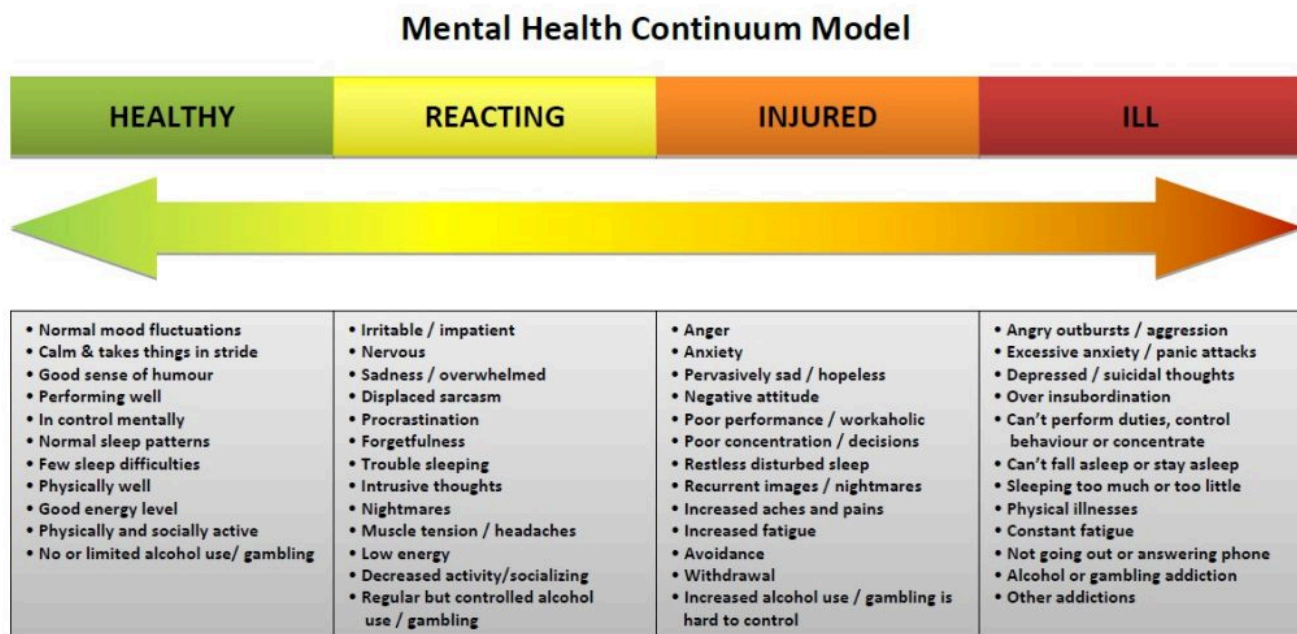 Mental Health Continuum Model
HEALTHY
REACTING
INJURED
ILL
• Normal mood fluctuations
• Calm & takes things in stride
• Good sense of humour
• Performing well
• In control mentally
• Normal sleep patterns
• Few sleep difficulties
• Physically well
• Good energy level
• Physically and socially active
• No or limited alcohol use/ gambling
• Irritable / impatient
• Nervous
• Sadness / overwhelmed
• Displaced sarcasm
• Procrastination
• Forgetfulness
• Trouble sleeping
• Intrusive thoughts
• Nightmares
• Muscle tension / headaches
• Low energy
• Decreased activity/socializing
• Regular but controlled alcohol
use / gambling
• Anger
• Anxiety
• Pervasively sad / hopeless
• Negative attitude
• Poor performance / workaholic
• Poor concentration / decisions
• Restless disturbed sleep
• Recurrent images / nightmares
• Increased aches and pains
• Increased fatigue
• Avoidance
• Withdrawal
• Increased alcohol use / gambling is
hard to control
• Angry outbursts / aggression
• Excessive anxiety / panic attacks
• Depressed / suicidal thoughts
• Over insubordination
• Can't perform duties, control
behaviour or concentrate
• Can't fall asleep or stay asleep
• Sleeping too much or too little
• Physical illnesses
• Constant fatigue
• Not going out or answering phone
• Alcohol or gambling addiction
• Other addictions